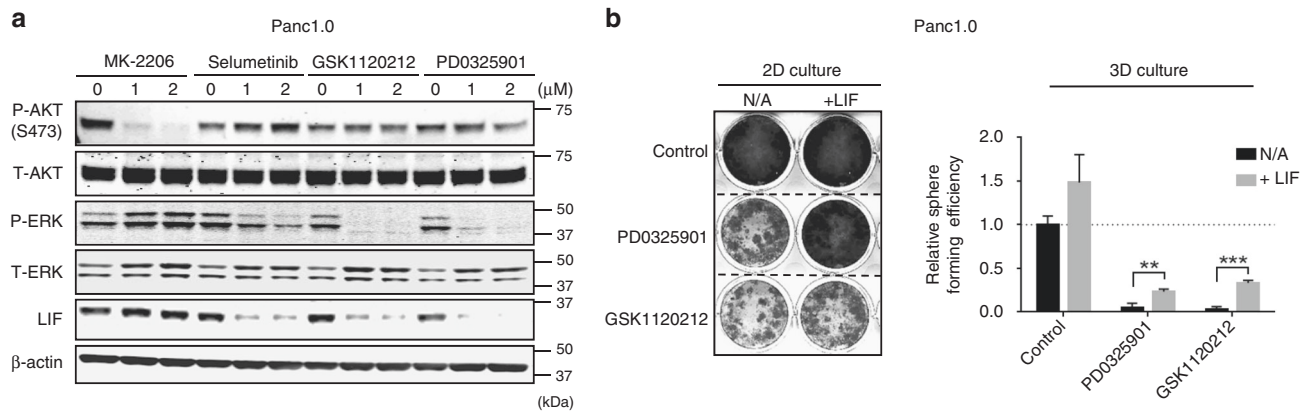 a
Panc1.0
MK-2206 Selumetinib GSK1120212 PD0325901
0 1 2 0 1 2 0 1 2 0 1 2 (μM)
P-AKT
(S473)
75
T-AKT
75
P-ERK
50
37
T-ERK
50
37
LIF
37
β-actin
50
37
(kDa)
b
Panc1.0
2D culture
N/A +LIF
Control
PD0325901
GSK1120212
3D culture
Relative sphere
forming efficiency
2.0
1.5
1.0
0.5
0.0
N/A
+ LIF
**
***
Control
PD0325901
GSK1120212